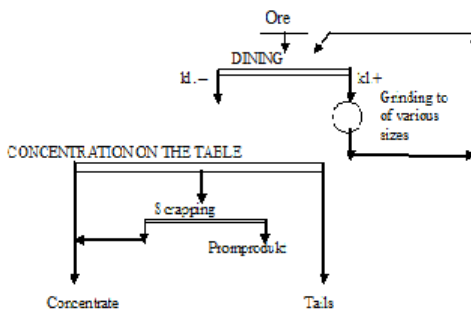 Ore
DINING
kl.− kl.+
Grinding to
of various
sizes
CONCENTRATION ON THE TABLE
Scrapping
Promprodukt
Concentrate Tails